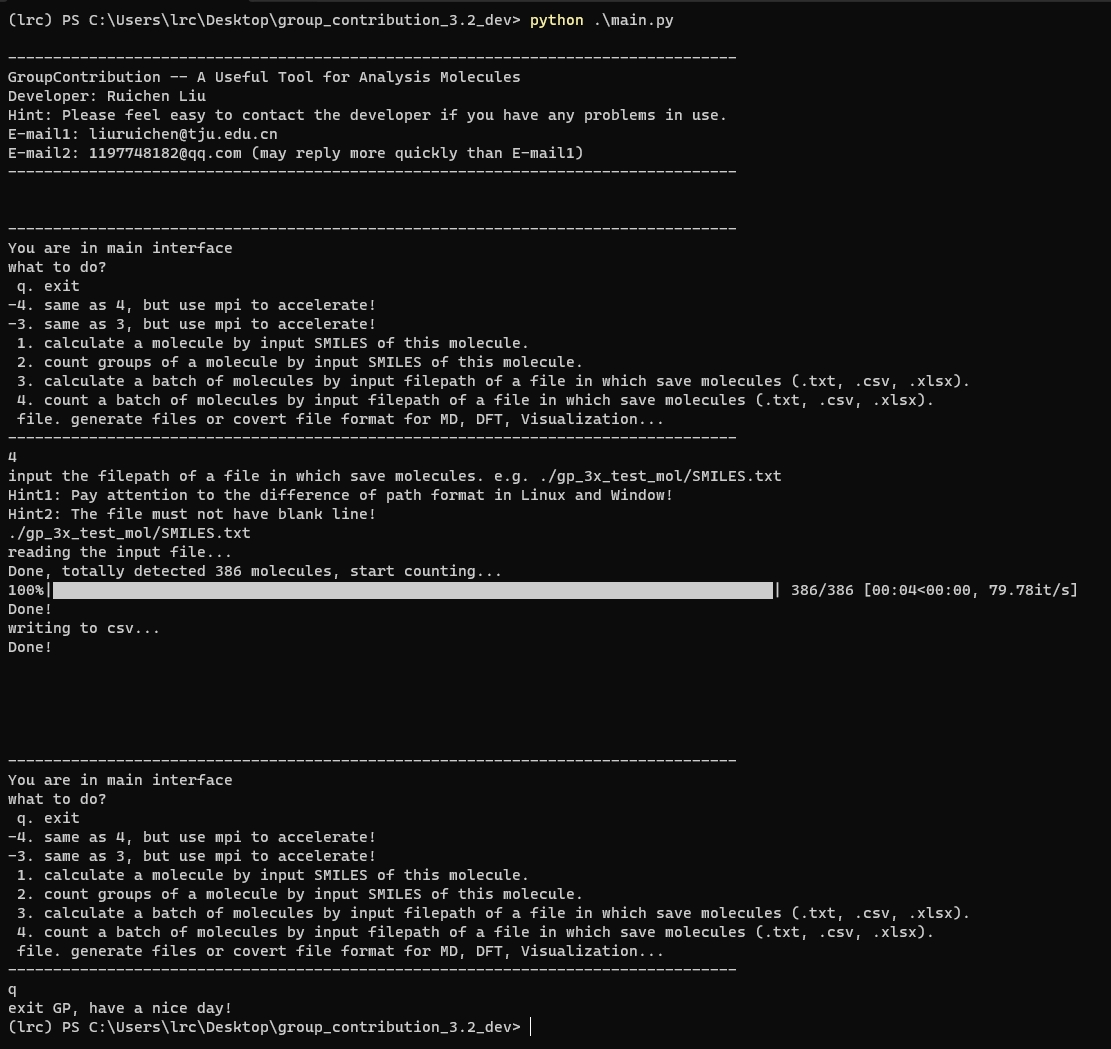 (lrc) PS C:\Users\lrc\Desktop\group_contribution_3.2_dev> python .\main.py
---------------------------------------------------------------------------------
GroupContribution -- A Useful Tool for Analysis Molecules
Developer: Ruichen Liu
Hint: Please feel easy to contact the developer if you have any problems in use.
E-mail1: liuruichen@tju.edu.cn
E-mail2: 1197748182@qq.com (may reply more quickly than E-mail1)
---------------------------------------------------------------------------------
---------------------------------------------------------------------------------
You are in main interface
what to do?
 q. exit
-4. same as 4, but use mpi to accelerate!
-3. same as 3, but use mpi to accelerate!
 1. calculate a molecule by input SMILES of this molecule.
 2. count groups of a molecule by input SMILES of this molecule.
 3. calculate a batch of molecules by input filepath of a file in which save molecules (.txt, .csv, .xlsx).
 4. count a batch of molecules by input filepath of a file in which save molecules (.txt, .csv, .xlsx).
 file. generate files or covert file format for MD, DFT, Visualization...
---------------------------------------------------------------------------------
4
input the filepath of a file in which save molecules. e.g. ./gp_3x_test_mol/SMILES.txt
Hint1: Pay attention to the difference of path format in Linux and Window!
Hint2: The file must not have blank line!
./gp_3x_test_mol/SMILES.txt
reading the input file...
Done, totally detected 386 molecules, start counting...
100%|████████████████████████████████████████| 386/386 [00:04<00:00, 79.78it/s]
Done!
writing to csv...
Done!
---------------------------------------------------------------------------------
You are in main interface
what to do?
 q. exit
-4. same as 4, but use mpi to accelerate!
-3. same as 3, but use mpi to accelerate!
 1. calculate a molecule by input SMILES of this molecule.
 2. count groups of a molecule by input SMILES of this molecule.
 3. calculate a batch of molecules by input filepath of a file in which save molecules (.txt, .csv, .xlsx).
 4. count a batch of molecules by input filepath of a file in which save molecules (.txt, .csv, .xlsx).
 file. generate files or covert file format for MD, DFT, Visualization...
---------------------------------------------------------------------------------
q
exit GP, have a nice day!
(lrc) PS C:\Users\lrc\Desktop\group_contribution_3.2_dev>